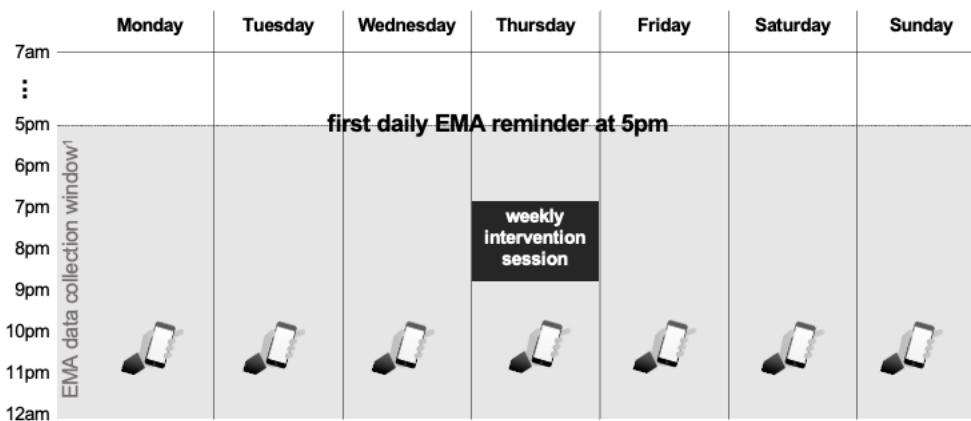 Monday Tuesday Wednesday Thursday Friday Saturday Sunday
7am
⋮
5pm
first daily EMA reminder at 5pm
6pm
7pm
8pm
9pm
10pm
11pm
12am
EMA data collection window¹
weekly
intervention
session